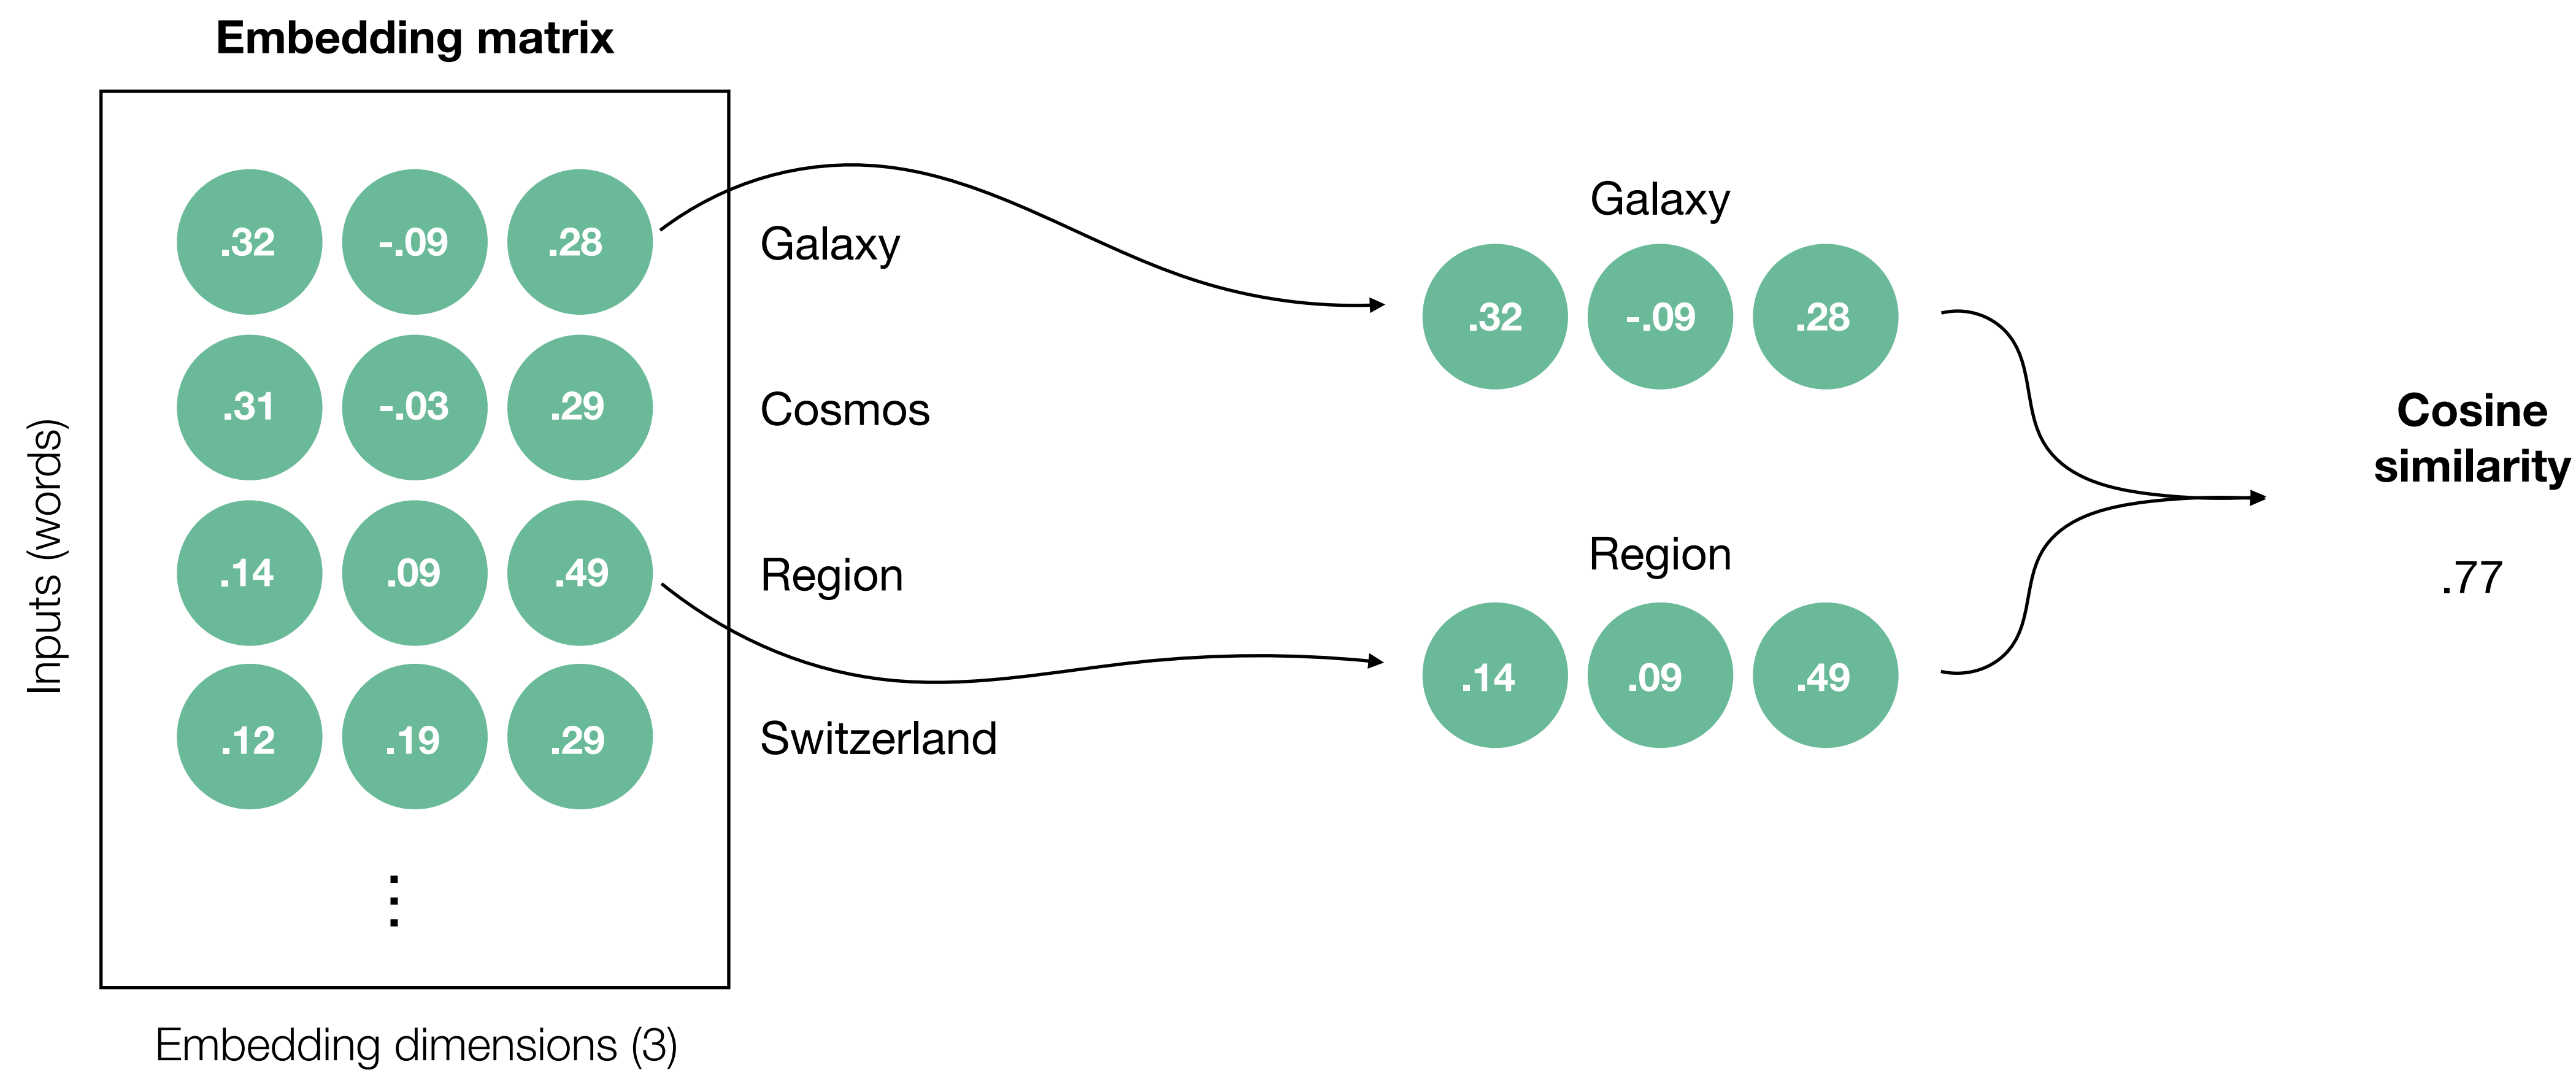 Embedding matrix
Inputs (words)
.32 -.09 .28 Galaxy
.31 -.03 .29 Cosmos
.14 .09 .49 Region
.12 .19 .29 Switzerland
⋮
Embedding dimensions (3)
Galaxy
.32 -.09 .28
Region
.14 .09 .49
Cosine
similarity
.77